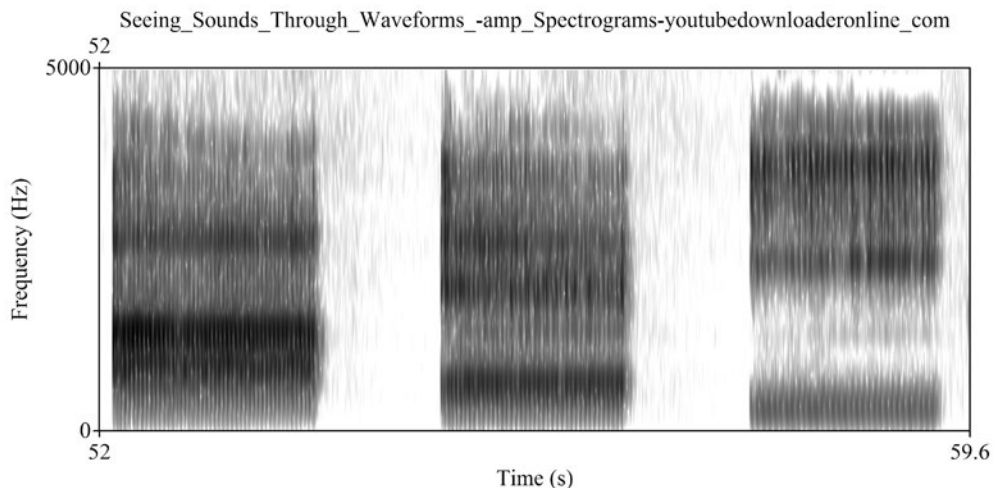 Seeing_Sounds_Through_Waveforms_-amp_Spectrograms-youtubedownloaderonline_com
52
5000
Frequency (Hz)
0
52
59.6
Time (s)